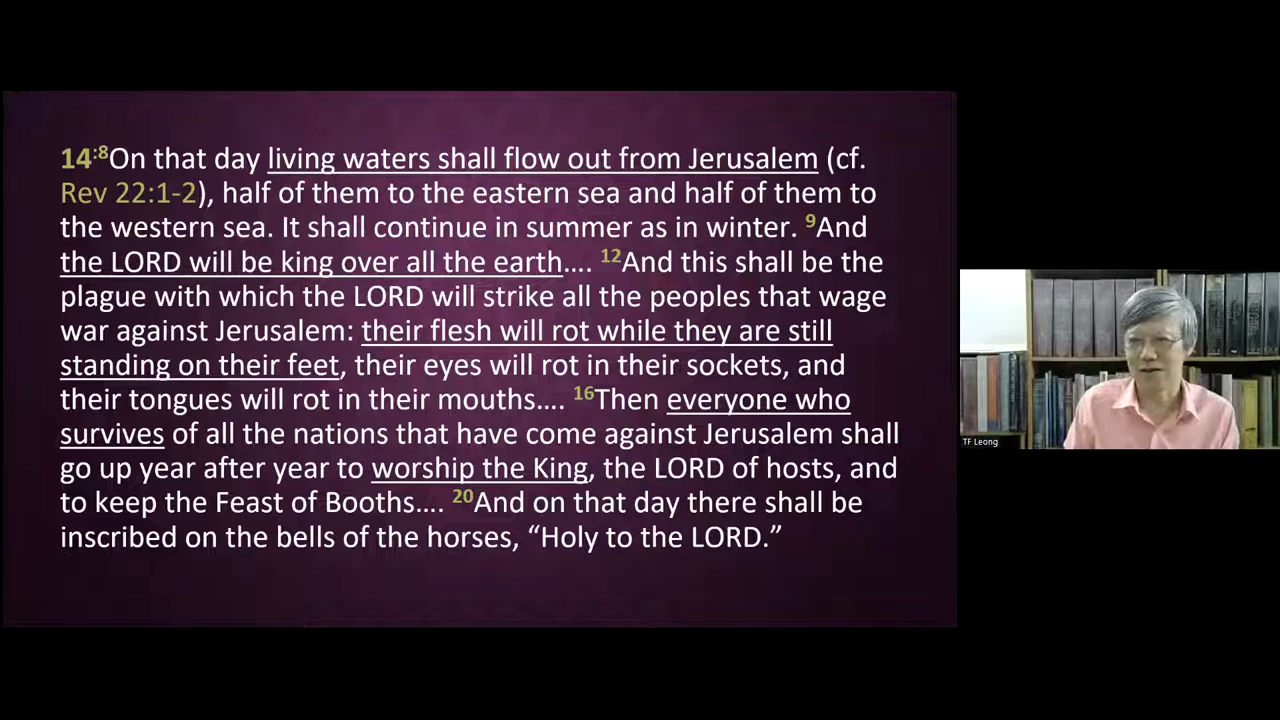 14:8On that day living waters shall flow out from Jerusalem (cf.
Rev 22:1-2), half of them to the eastern sea and half of them to
the western sea. It shall continue in summer as in winter. 9And
the LORD will be king over all the earth…. 12And this shall be the
plague with which the LORD will strike all the peoples that wage
war against Jerusalem: their flesh will rot while they are still
standing on their feet, their eyes will rot in their sockets, and
their tongues will rot in their mouths…. 16Then everyone who
survives of all the nations that have come against Jerusalem shall
go up year after year to worship the King, the LORD of hosts, and
to keep the Feast of Booths…. 20And on that day there shall be
inscribed on the bells of the horses, “Holy to the LORD.”
TF Leong